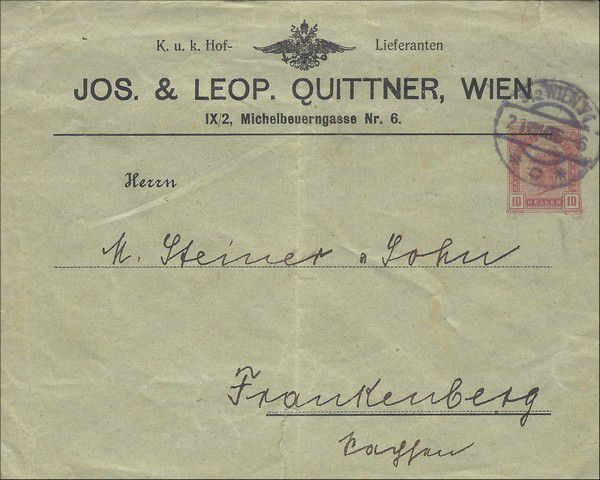 K. u. k. Hof- Lieferanten
JOS. & LEOP. QUITTNER, WIEN
IX/2, Michelbeuerngasse Nr. 6.
WIEN
10 HELLER 10
Herrn
M. Steiner & Sohn
Frankenberg
Sachsen